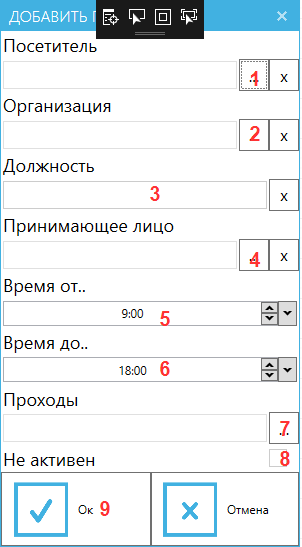 ДОБАВИТЬ
Посетитель
1 x
Организация
2 x
Должность
3 x
Принимающее лицо
4 x
Время от..
9:00 5
Время до..
18:00 6
Проходы
7
Не активен 8
Ок 9 Отмена